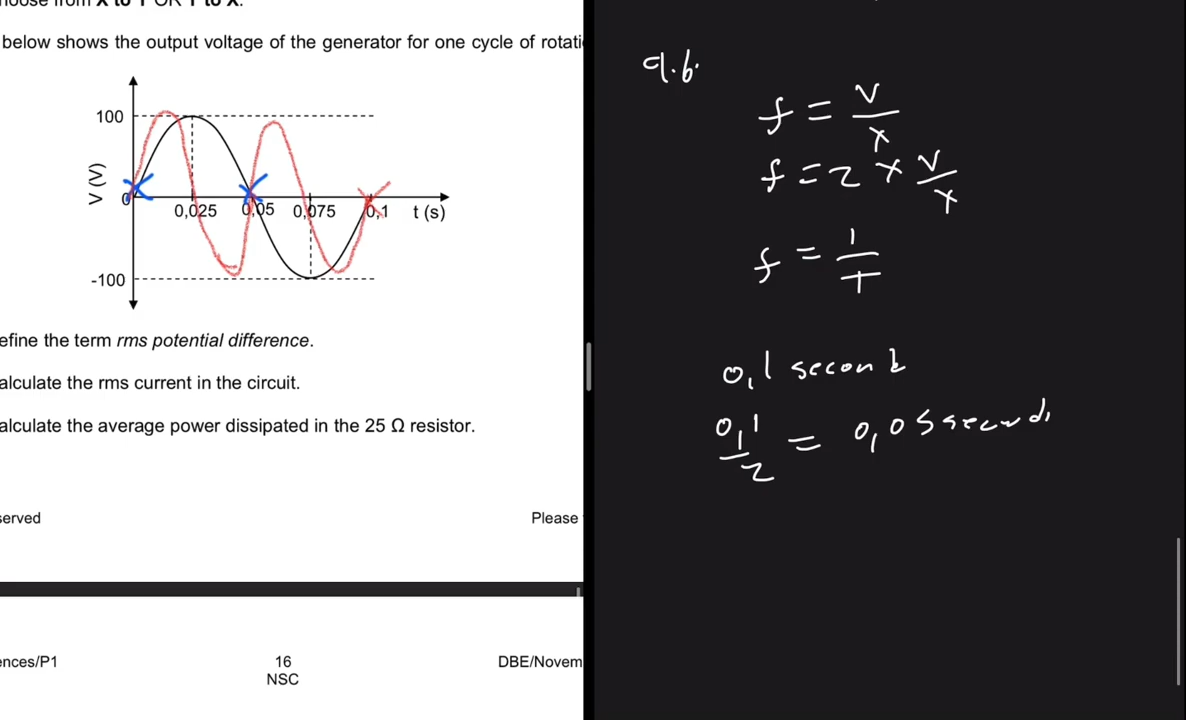 hoose from X to Y OR Y to X.
below shows the output voltage of the generator for one cycle of rotati
100
V (V)
0
0,025
0,05
0,075
0,1
t (s)
-100
efine the term rms potential difference.
alculate the rms current in the circuit.
alculate the average power dissipated in the 25 Ω resistor.
served
Please
ences/P1
16
DBE/Novem
NSC
9.6.
f = v/λ
f = 2 × v/λ
f = 1/T
0,1 second
0,1/2 = 0,05 seconds